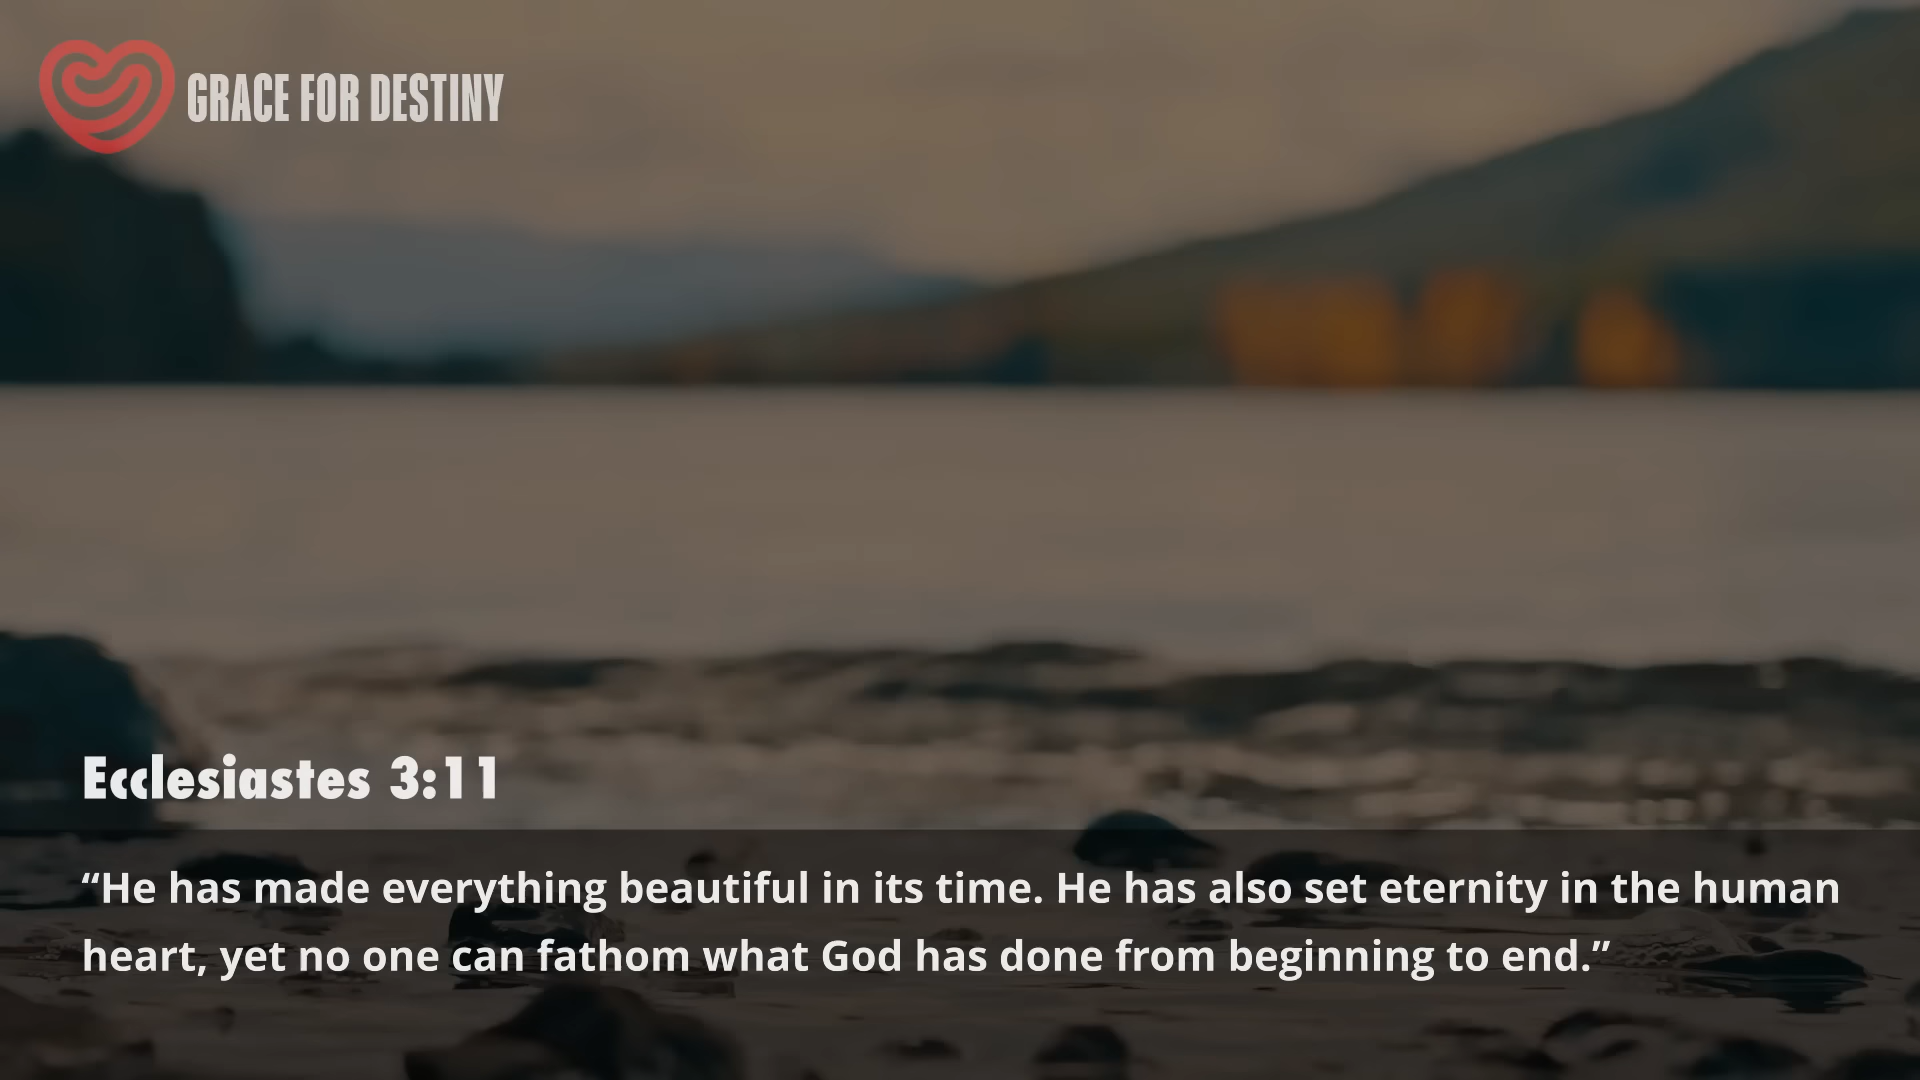 GRACE FOR DESTINY
Ecclesiastes 3:11
“He has made everything beautiful in its time. He has also set eternity in the human
heart, yet no one can fathom what God has done from beginning to end.”